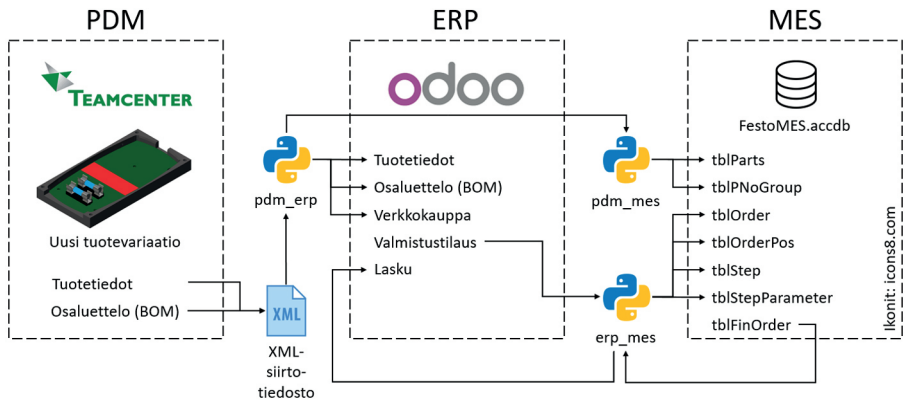 PDM
ERP
MES
TEAMCENTER
odoo
FestoMES.accdb
Uusi tuotevariaatio
Tuotetiedot
Osaluettelo (BOM)
XML
XML-
siirto-
tiedosto
pdm_erp
Tuotetiedot
Osaluettelo (BOM)
Verkkokauppa
Valmistustilaus
Lasku
pdm_mes
erp_mes
tblParts
tblPNoGroup
tblOrder
tblOrderPos
tblStep
tblStepParameter
tblFinOrder
Ikonit: icons8.com